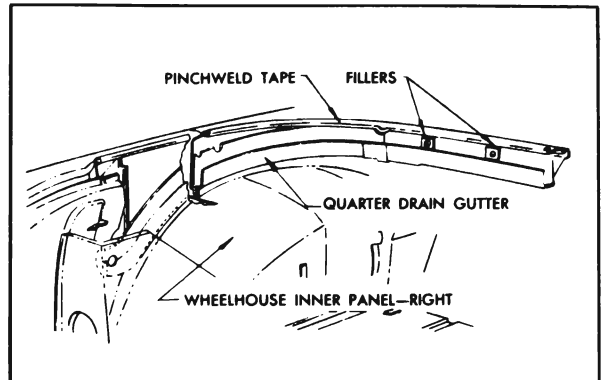 PINCHWELD TAPE
FILLERS
QUARTER DRAIN GUTTER
WHEELHOUSE INNER PANEL—RIGHT